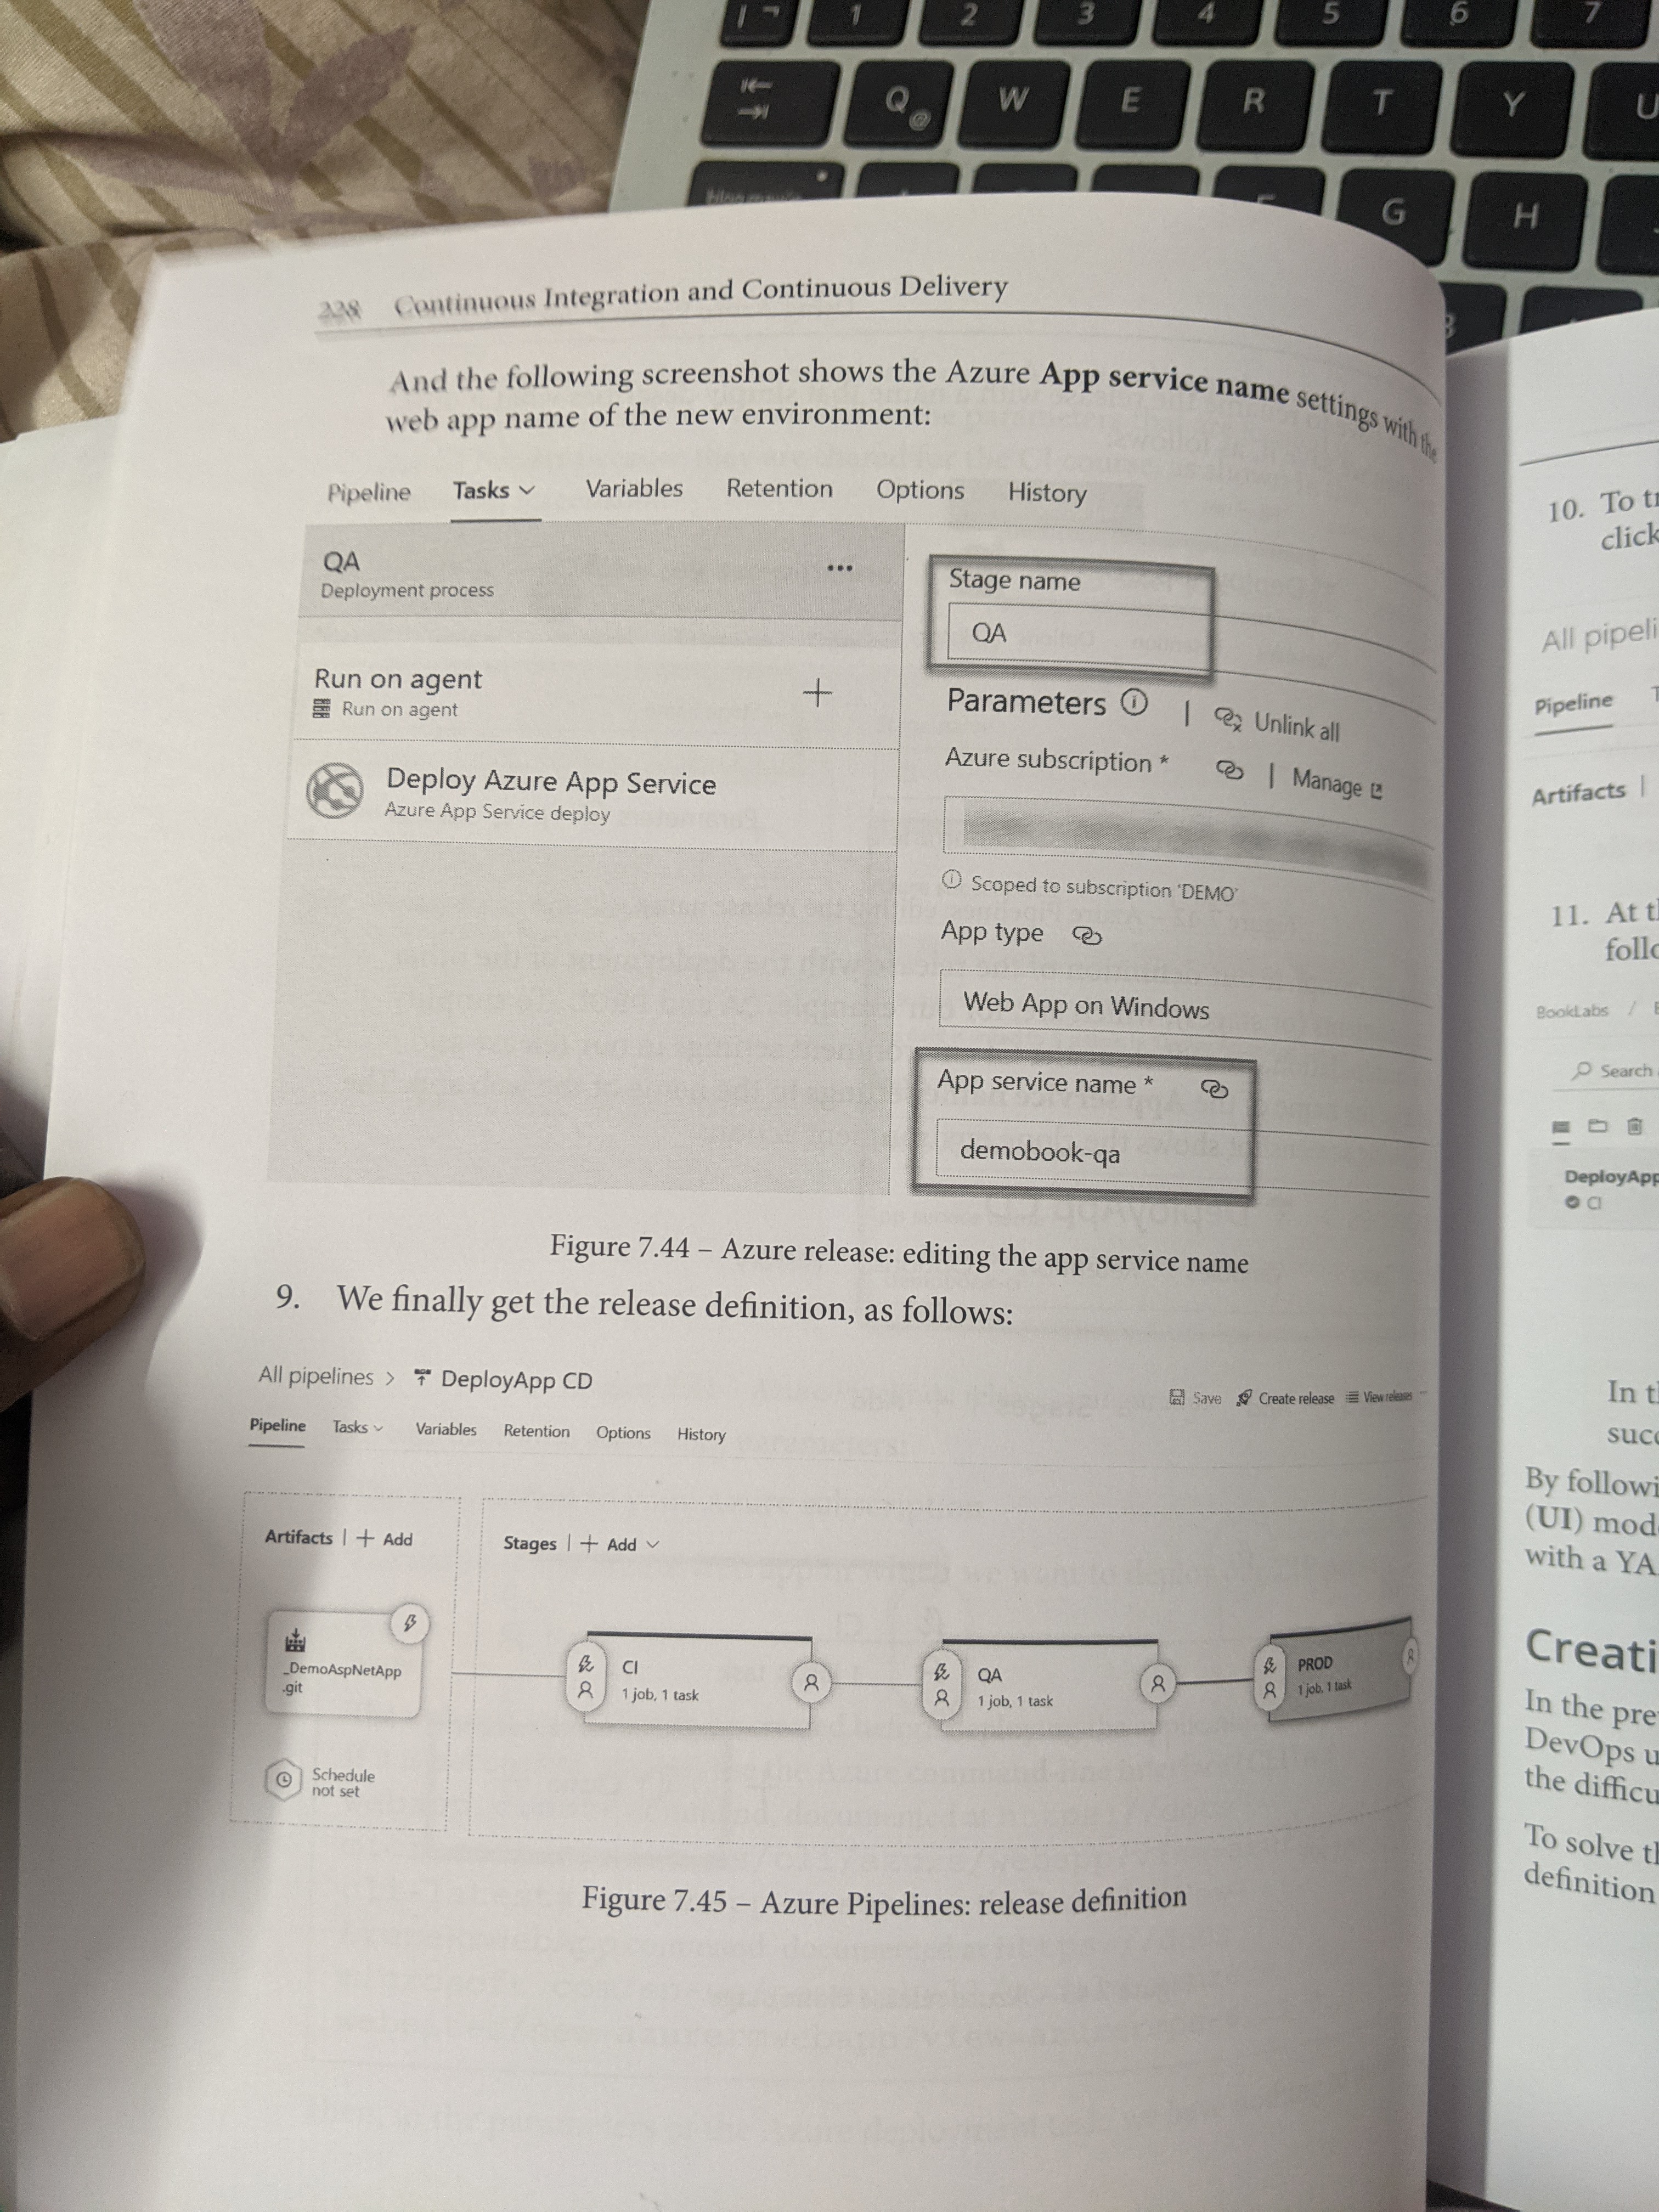 1
2
3
4
5
6
7
Q
@
W
E
R
T
Y
U
G
H
228 Continuous Integration and Continuous Delivery
And the following screenshot shows the Azure App service name settings with the
web app name of the new environment:
Pipeline Tasks Variables Retention Options History
QA
Deployment process
...
Run on agent
Run on agent
Deploy Azure App Service
Azure App Service deploy
Stage name
QA
Parameters | Unlink all
Azure subscription * | Manage
Scoped to subscription 'DEMO'
App type
Web App on Windows
App service name *
demobook-qa
Figure 7.44 – Azure release: editing the app service name
9. We finally get the release definition, as follows:
All pipelines > DeployApp CD
Save Create release View releases
Pipeline Tasks Variables Retention Options History
Artifacts | + Add
Stages | + Add
_DemoAspNetApp
.git
CI
1 job, 1 task
QA
1 job, 1 task
PROD
1 job, 1 task
Schedule
not set
Figure 7.45 – Azure Pipelines: release definition
10. To
click
All pipeli
Pipeline
Artifacts |
11. At
follo
BookLabs /
Search
DeployApp
CI
In
succ
By followi
(UI) mod
with a YA
Creati
In the pre
DevOps u
the difficu
To solve
definition